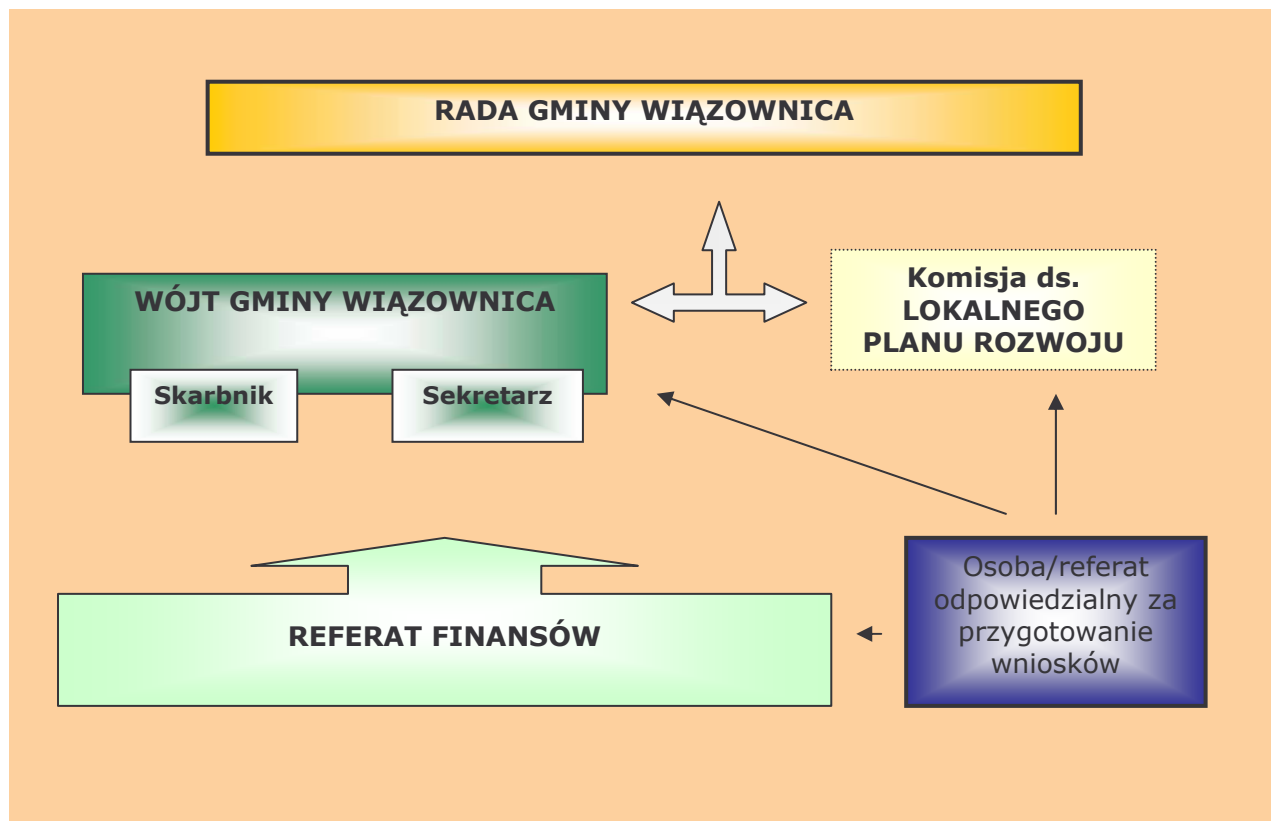 RADA GMINY WIĄZOWNICA
WÓJT GMINY WIĄZOWNICA
Skarbnik
Sekretarz
Komisja ds.
LOKALNEGO
PLANU ROZWOJU
REFERAT FINANSÓW
Osoba/referat
odpowiedzialny za
przygotowanie
wniosków